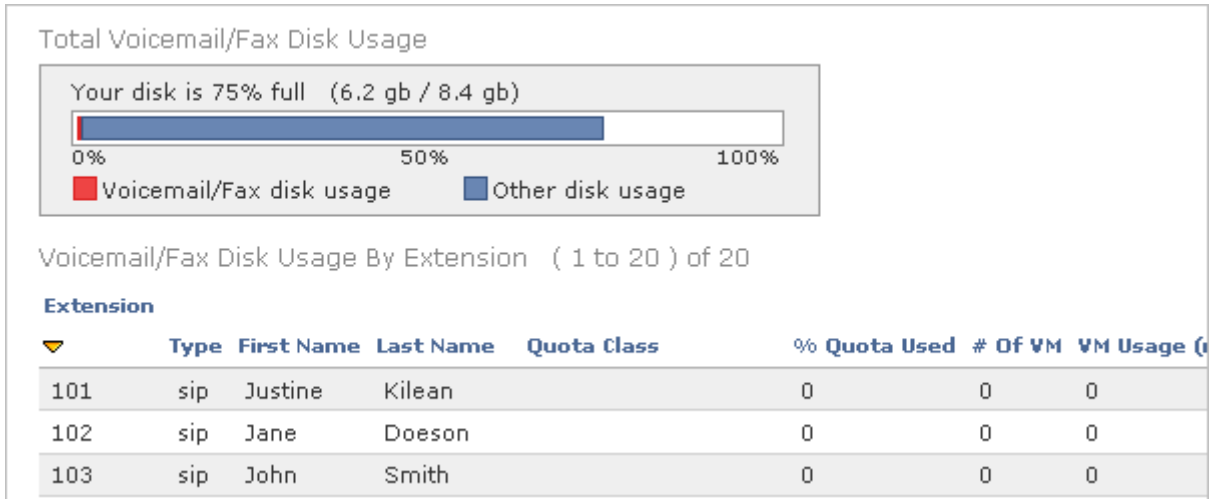 Total Voicemail/Fax Disk Usage
Your disk is 75% full (6.2 gb / 8.4 gb)
0% 50% 100%
Voicemail/Fax disk usage Other disk usage
Voicemail/Fax Disk Usage By Extension ( 1 to 20 ) of 20
Extension
Type First Name Last Name Quota Class % Quota Used # Of VM VM Usage (
101 sip Justine Kilean 0 0 0
102 sip Jane Doeson 0 0 0
103 sip John Smith 0 0 0